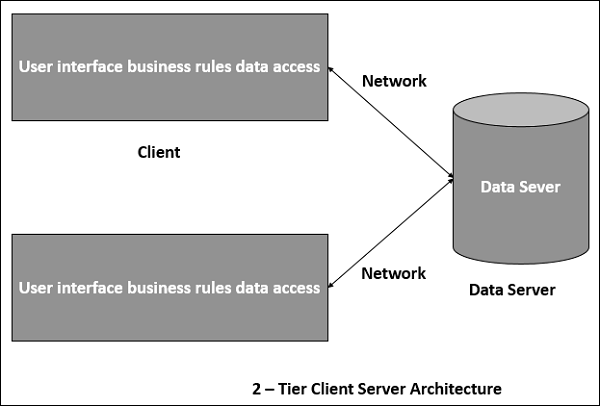 User interface business rules data access
Network
Client
Data Sever
User interface business rules data access
Network
Data Server
2 – Tier Client Server Architecture